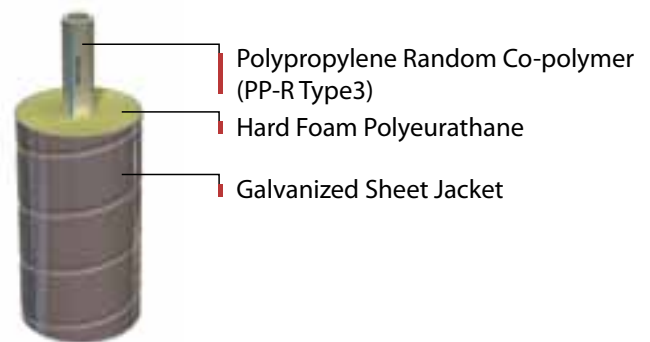 Polypropylene Random Co-polymer
(PP-R Type3)
Hard Foam Polyeurathane
Galvanized Sheet Jacket